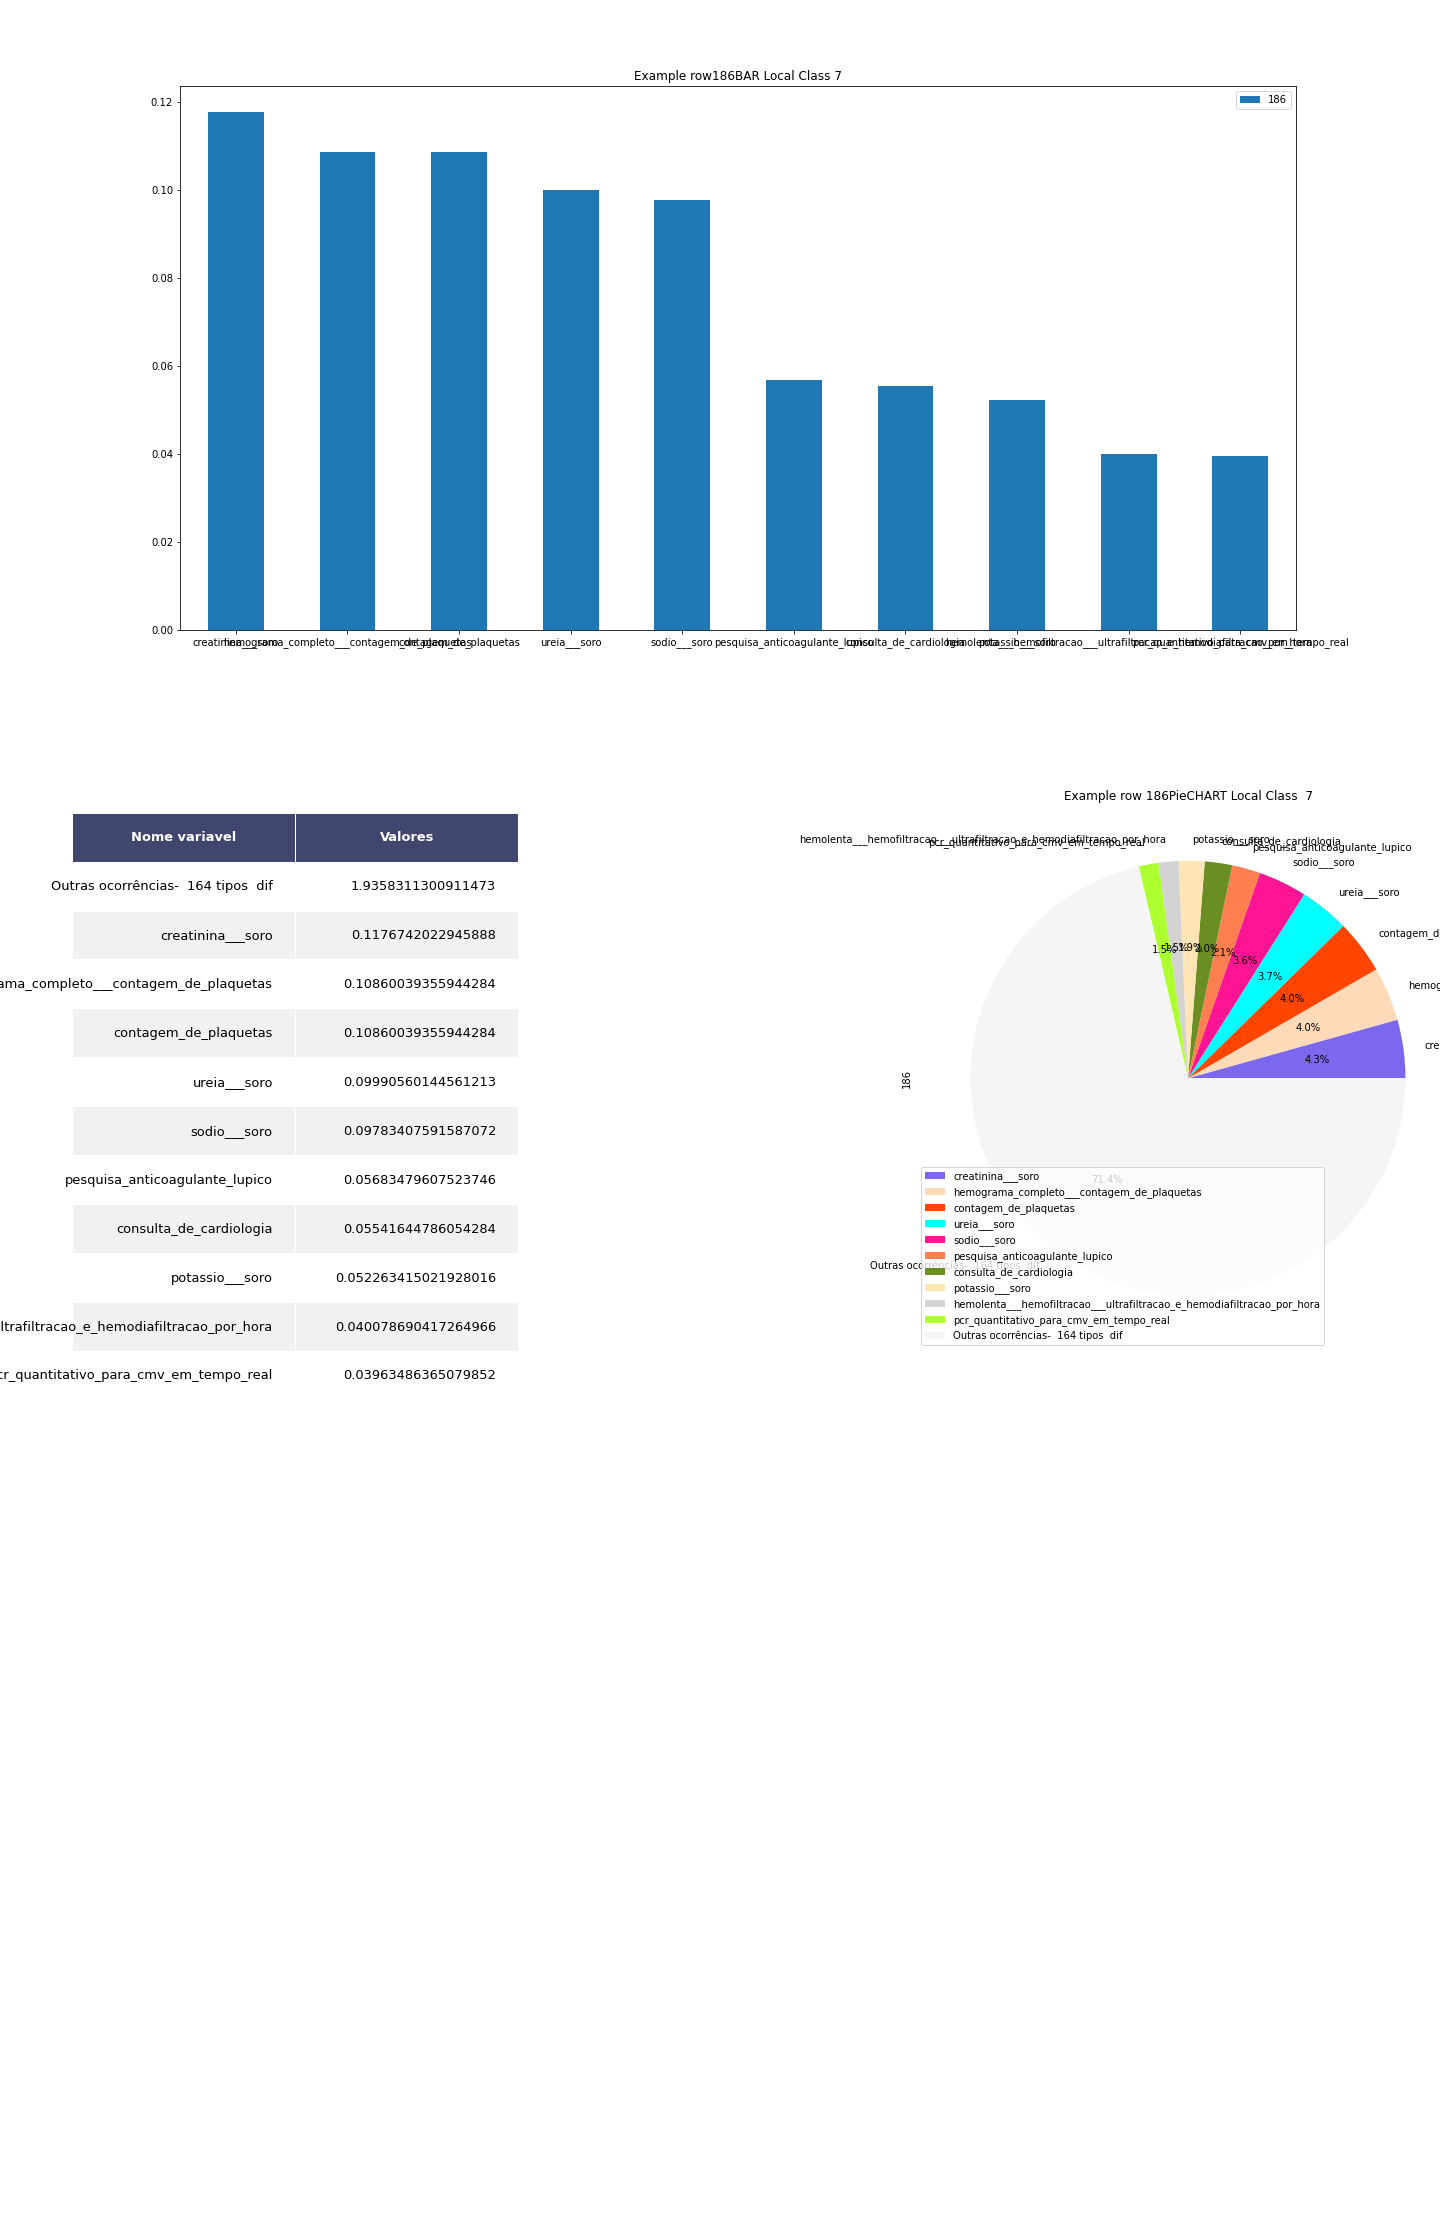 Example row186BAR Local Class 7
186
0.12
0.10
0.08
0.06
0.04
0.02
0.00
creatinina___soro
hemograma_completo___contagem_de_plaquetas
contagem_de_plaquetas
ureia___soro
sodio___soro
pesquisa_anticoagulante_lupico
consulta_de_cardiologia
potassio___soro
hemolenta___hemofiltracao___ultrafiltracao_e_hemodiafiltracao_por_hora
pcr_quantitativo_para_cmv_em_tempo_real
Nome variavel Valores
Outras ocorrências-  164 tipos  dif 1.9358311300911473
creatinina___soro 0.1176742022945888
ama_completo___contagem_de_plaquetas 0.10860039355944284
contagem_de_plaquetas 0.10860039355944284
ureia___soro 0.09990560144561213
sodio___soro 0.09783407591587072
pesquisa_anticoagulante_lupico 0.05683479607523746
consulta_de_cardiologia 0.05541644786054284
potassio___soro 0.052263415021928016
ltrafiltracao_e_hemodiafiltracao_por_hora 0.040078690417264966
cr_quantitativo_para_cmv_em_tempo_real 0.03963486365079852
Example row 186PieCHART Local Class  7
hemolenta___hemofiltracao___ultrafiltracao_e_hemodiafiltracao_por_hora
pcr_quantitativo_para_cmv_em_tempo_real
potassio___soro
consulta_de_cardiologia
pesquisa_anticoagulante_lupico
sodio___soro
ureia___soro
contagem_d
hemog
cre
1.5%
1.5%
1.9%
2.0%
2.1%
3.6%
3.7%
4.0%
4.0%
4.3%
186
71.4%
Outras ocorrências-  164 tipos  dif
creatinina___soro
hemograma_completo___contagem_de_plaquetas
contagem_de_plaquetas
ureia___soro
sodio___soro
pesquisa_anticoagulante_lupico
consulta_de_cardiologia
potassio___soro
hemolenta___hemofiltracao___ultrafiltracao_e_hemodiafiltracao_por_hora
pcr_quantitativo_para_cmv_em_tempo_real
Outras ocorrências-  164 tipos  dif